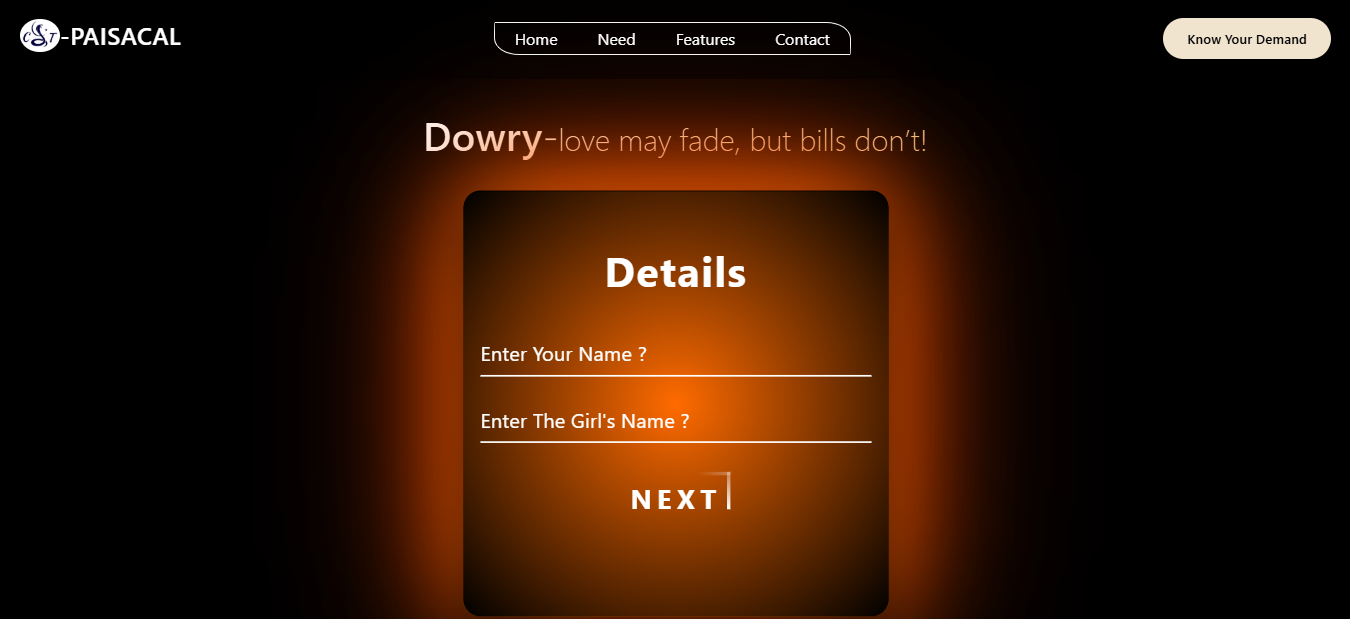 CST-PAISACAL
Home Need Features Contact
Know Your Demand
Dowry-love may fade, but bills don’t!
Details
Enter Your Name ?
Enter The Girl's Name ?
NEXT